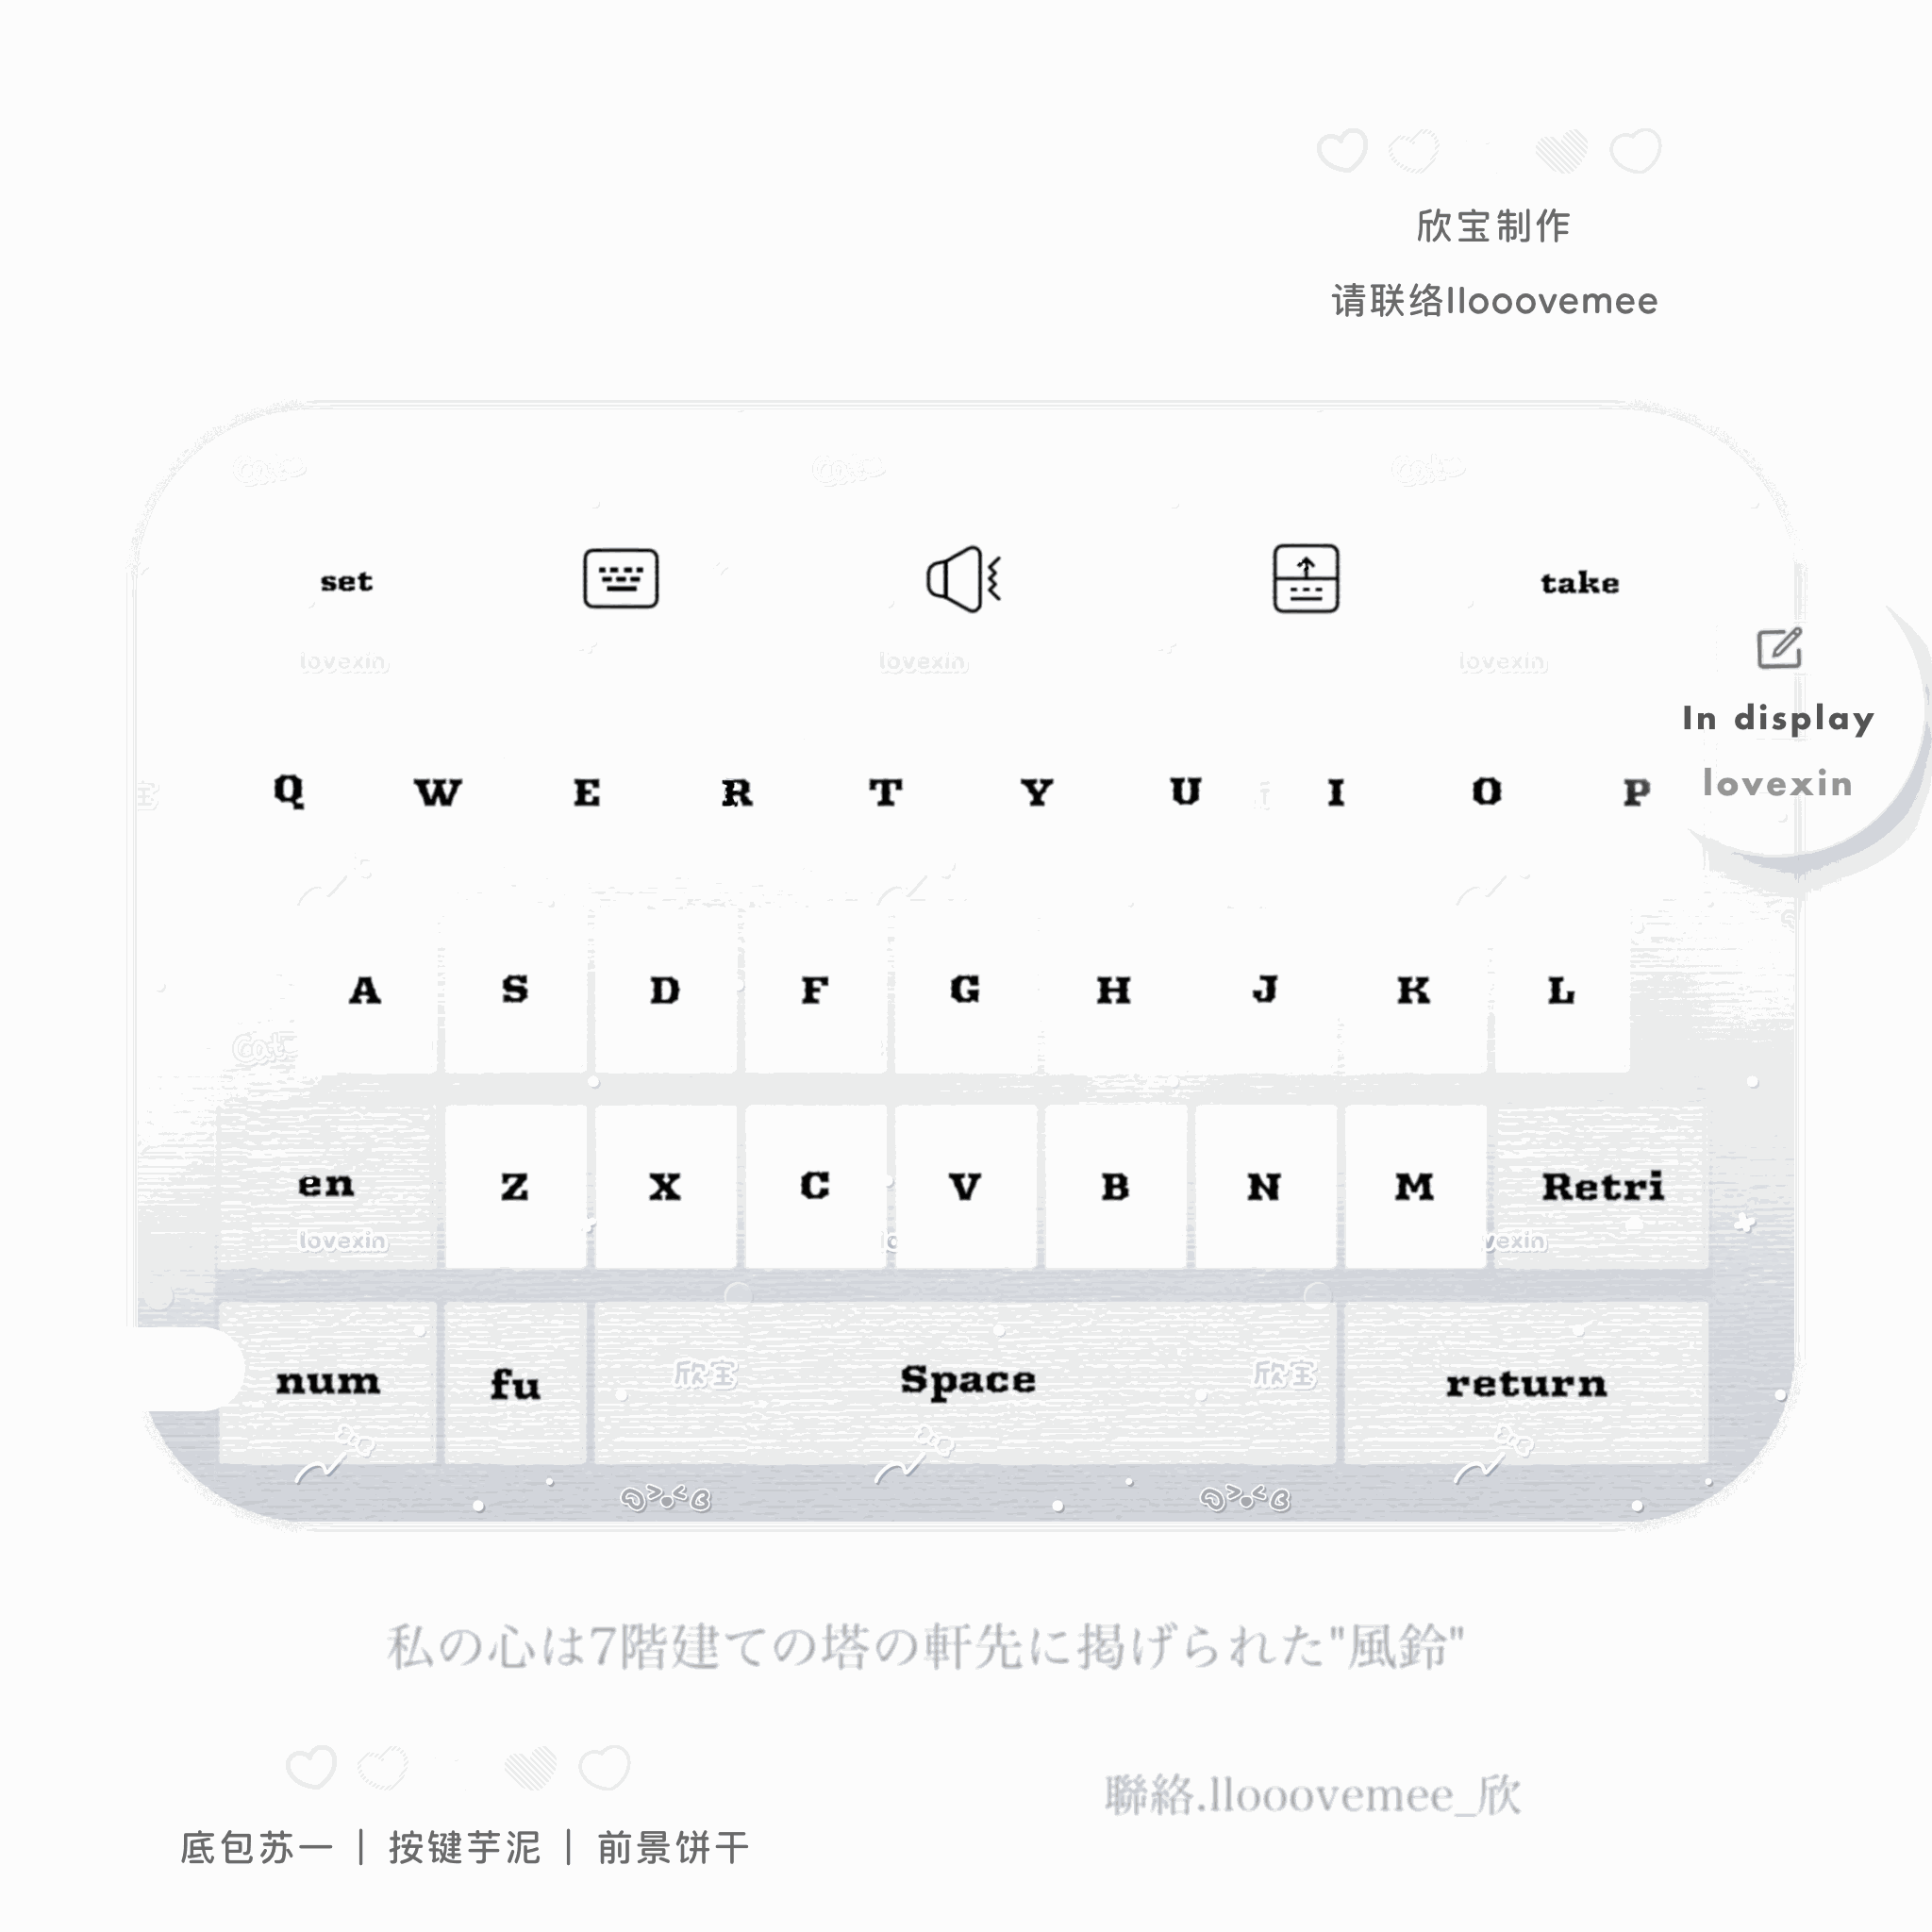 欣宝制作
请联络llooovemee
set
take
lovexin lovexin lovexin
In display
lovexin
Q W E R T Y U I O P
A S D F G H J K L
en Z X C V B N M Retri
lovexin
num fu Space return
欣宝 欣宝
私の心は7階建ての塔の軒先に掲げられた"風鈴"
聯絡.llooovemee_欣
底包苏一 | 按键芋泥 | 前景饼干